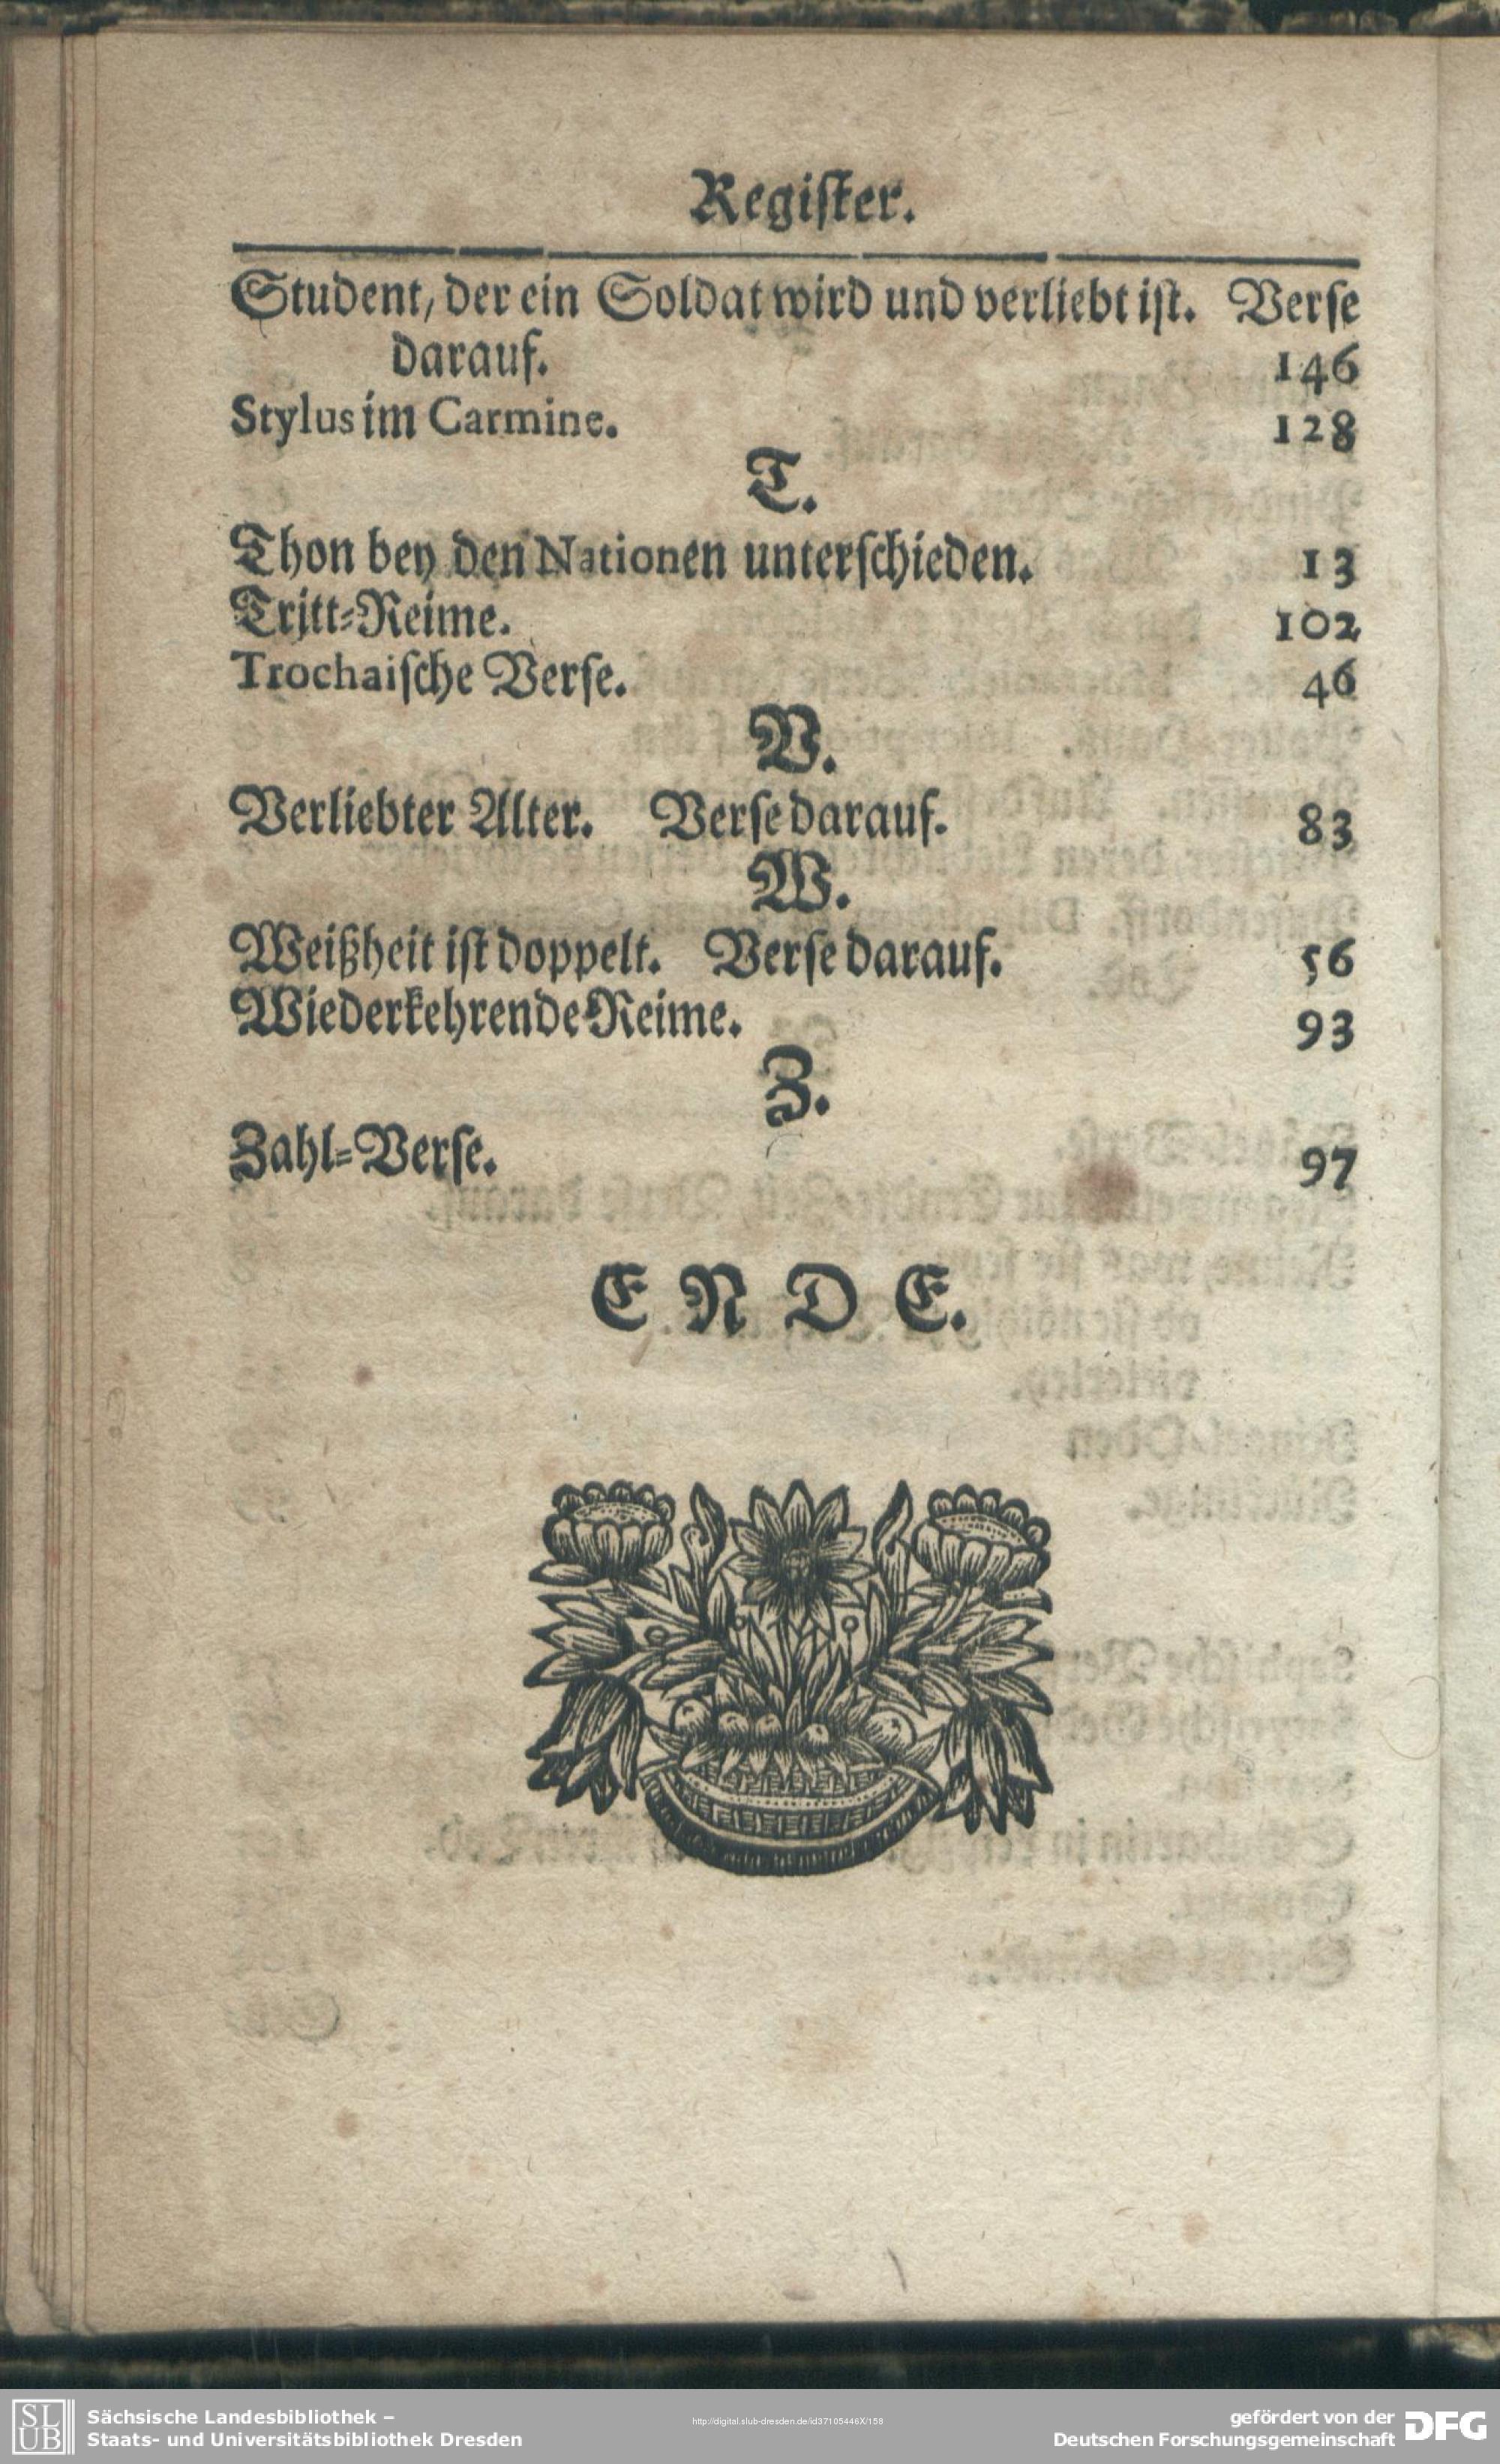 Regiſter.
Student, der ein Soldat wird und verliebt iſt. Verſe
darauf. 146
Stylus im Carmine. 128
T.
Thon bey den Nationen unterſchieden. 13
Tritt-Reime. 102
Trochaiſche Verſe. 46
V.
Verliebter Alter. Verſe darauf. 83
W.
Weißheit iſt doppelt. Verſe darauf. 56
Wiederkehrende Reime. 93
Z.
Zahl-Verſe. 97
ENDE.
SLUB
Sächsische Landesbibliothek –
Staats- und Universitätsbibliothek Dresden
http://digital.slub-dresden.de/id37105446X/158
gefördert von der
Deutschen Forschungsgemeinschaft
DFG